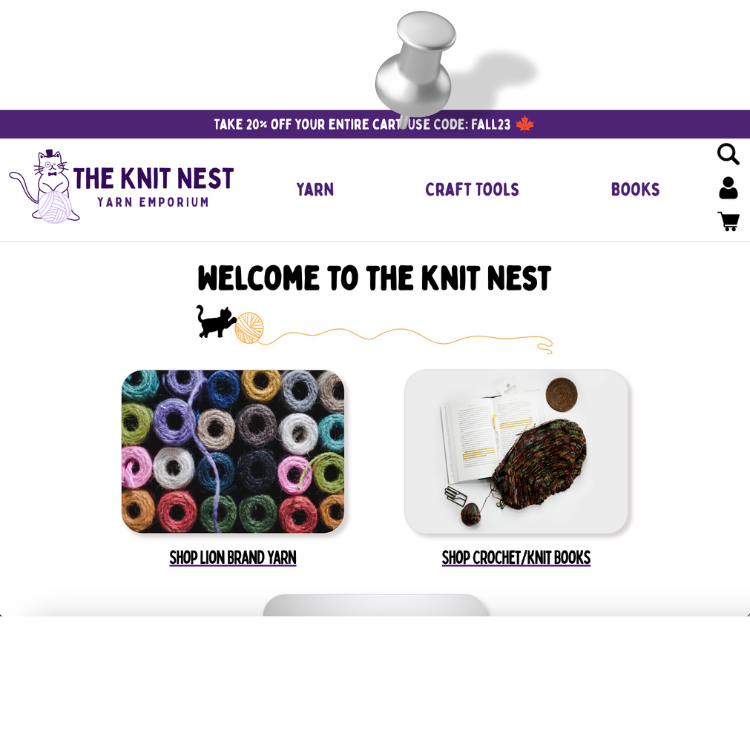 TAKE 20% OFF YOUR ENTIRE CART USE CODE: FALL23
THE KNIT NEST
YARN EMPORIUM
YARN
CRAFT TOOLS
BOOKS
WELCOME TO THE KNIT NEST
SHOP LION BRAND YARN
SHOP CROCHET/KNIT BOOKS